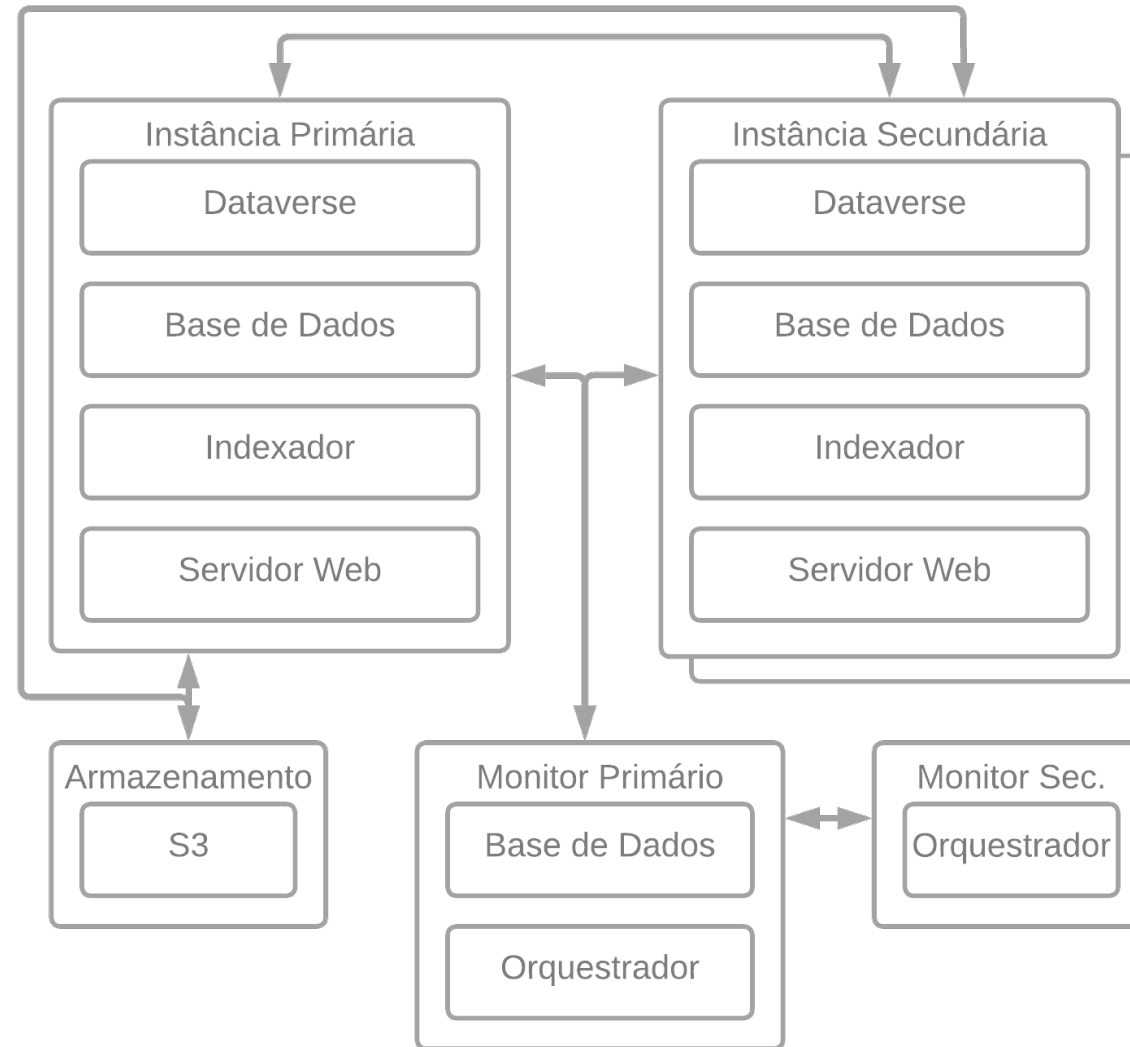 Instância Primária
Dataverse
Base de Dados
Indexador
Servidor Web
Instância Secundária
Dataverse
Base de Dados
Indexador
Servidor Web
Armazenamento
S3
Monitor Primário
Base de Dados
Orquestrador
Monitor Sec.
Orquestrador